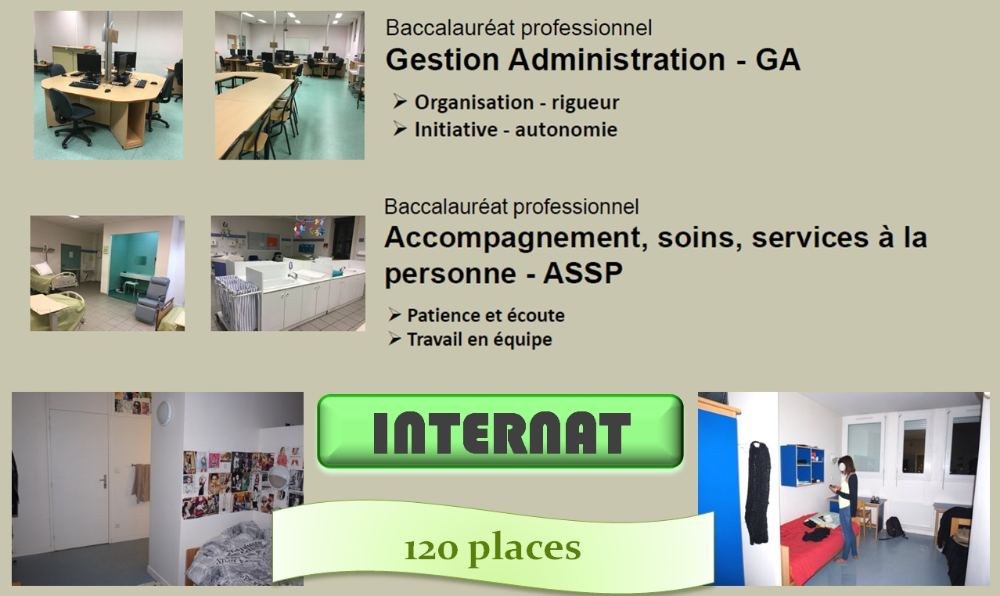 Baccalauréat professionnel
Gestion Administration - GA
➢ Organisation - rigueur
➢ Initiative - autonomie
Baccalauréat professionnel
Accompagnement, soins, services à la
personne - ASSP
➢ Patience et écoute
➢ Travail en équipe
INTERNAT
120 places